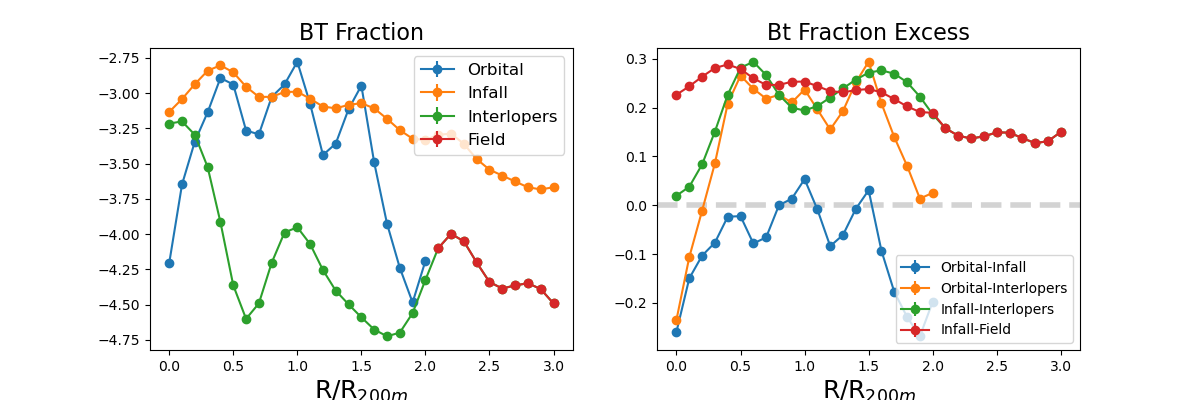 BT Fraction
−2.75
−3.00
−3.25
−3.50
−3.75
−4.00
−4.25
−4.50
−4.75
Orbital
Infall
Interlopers
Field
0.0 0.5 1.0 1.5 2.0 2.5 3.0
R/R200m
Bt Fraction Excess
0.3
0.2
0.1
0.0
−0.1
−0.2
Orbital-Infall
Orbital-Interlopers
Infall-Interlopers
Infall-Field
0.0 0.5 1.0 1.5 2.0 2.5 3.0
R/R200m